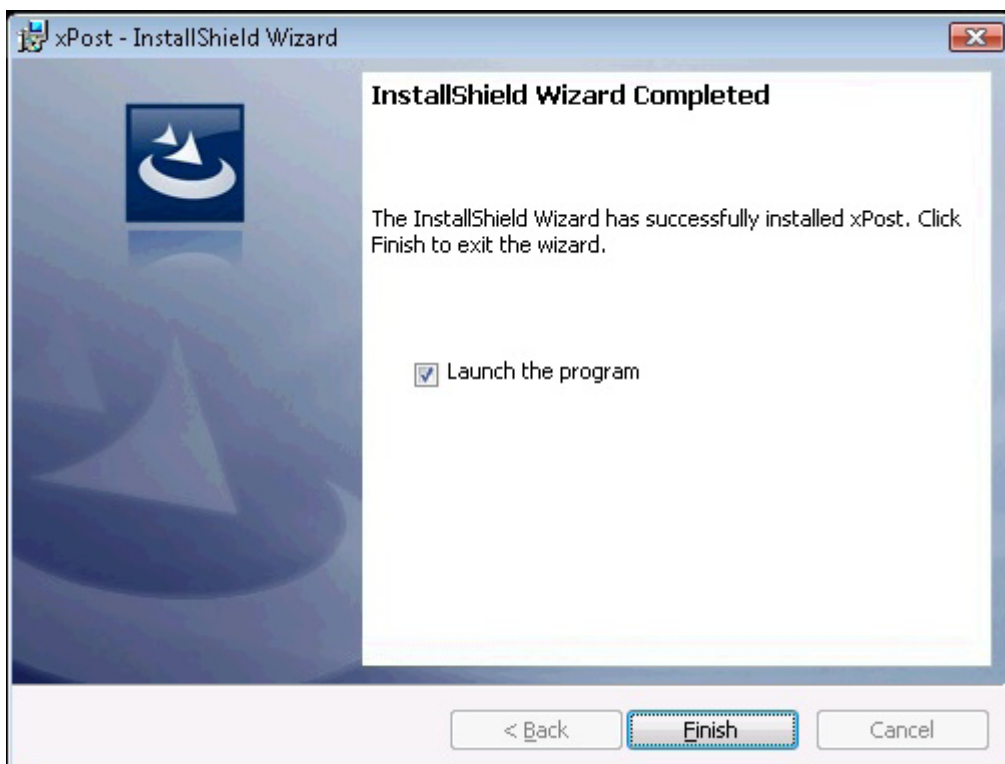 xPost - InstallShield Wizard
InstallShield Wizard Completed
The InstallShield Wizard has successfully installed xPost. Click
Finish to exit the wizard.
Launch the program
< Back
Finish
Cancel